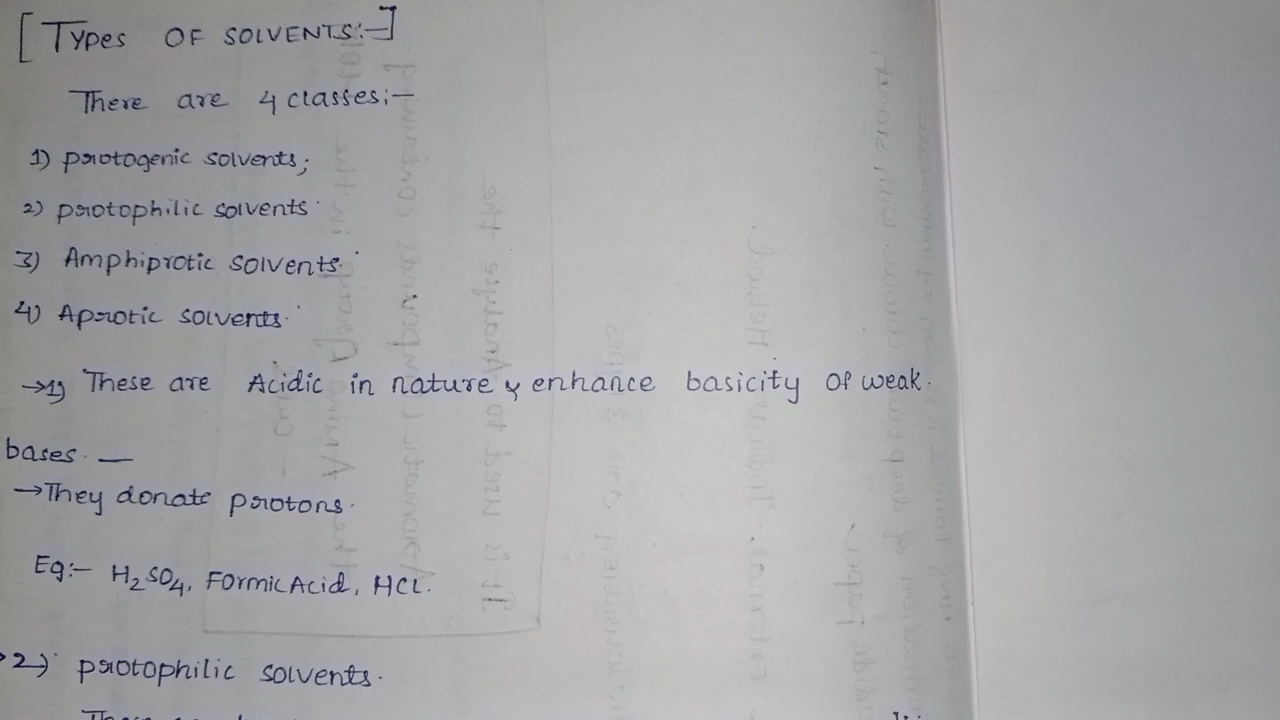 [TYPES OF SOLVENTS:-]
There are 4 classes:-
1) protogenic solvents;
2) protophilic solvents.
3) Amphiprotic solvents.
4) Aprotic solvents.
→1) These are Acidic in nature & enhance basicity of weak.
bases. —
→They donate protons.
Eg:- H₂SO₄, Formic Acid, HCl.
→2) protophilic solvents.